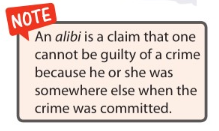 NOTE
An alibi is a claim that one
cannot be guilty of a crime
because he or she was
somewhere else when the
crime was committed.